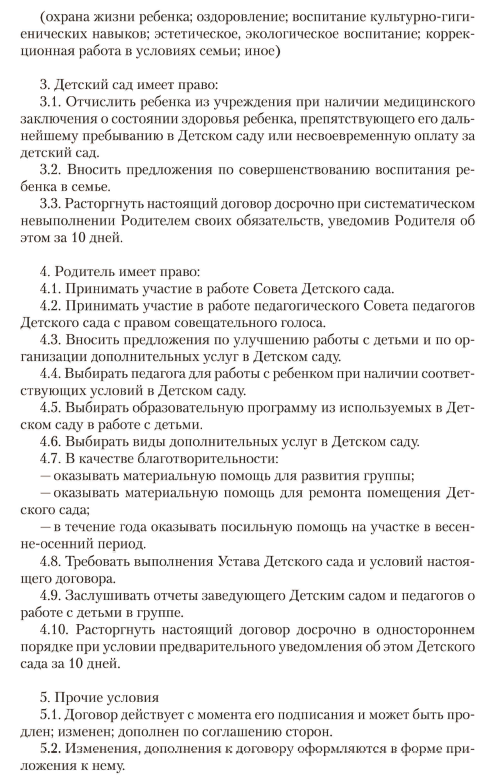 (охрана жизни ребенка; оздоровление; воспитание культурно-гиги-
енических навыков; эстетическое, экологическое воспитание; коррек-
ционная работа в условиях семьи; иное)
3. Детский сад имеет право:
3.1. Отчислить ребенка из учреждения при наличии медицинского
заключения о состоянии здоровья ребенка, препятствующего его даль-
нейшему пребыванию в Детском саду или несвоевременную оплату за
детский сад.
3.2. Вносить предложения по совершенствованию воспитания ре-
бенка в семье.
3.3. Расторгнуть настоящий договор досрочно при систематическом
невыполнении Родителем своих обязательств, уведомив Родителя об
этом за 10 дней.
4. Родитель имеет право:
4.1. Принимать участие в работе Совета Детского сада.
4.2. Принимать участие в работе педагогического Совета педагогов
Детского сада с правом совещательного голоса.
4.3. Вносить предложения по улучшению работы с детьми и по ор-
ганизации дополнительных услуг в Детском саду.
4.4. Выбирать педагога для работы с ребенком при наличии соответ-
ствующих условий в Детском саду.
4.5. Выбирать образовательную программу из используемых в Дет-
ском саду в работе с детьми.
4.6. Выбирать виды дополнительных услуг в Детском саду.
4.7. В качестве благотворительности:
— оказывать материальную помощь для развития группы;
— оказывать материальную помощь для ремонта помещения Дет-
ского сада;
— в течение года оказывать посильную помощь на участке в весен-
не-осенний период.
4.8. Требовать выполнения Устава Детского сада и условий настоя-
щего договора.
4.9. Заслушивать отчеты заведующего Детским садом и педагогов о
работе с детьми в группе.
4.10. Расторгнуть настоящий договор досрочно в одностороннем
порядке при условии предварительного уведомления об этом Детского
сада за 10 дней.
5. Прочие условия
5.1. Договор действует с момента его подписания и может быть про-
длен; изменен; дополнен по соглашению сторон.
5.2. Изменения, дополнения к договору оформляются в форме при-
ложения к нему.